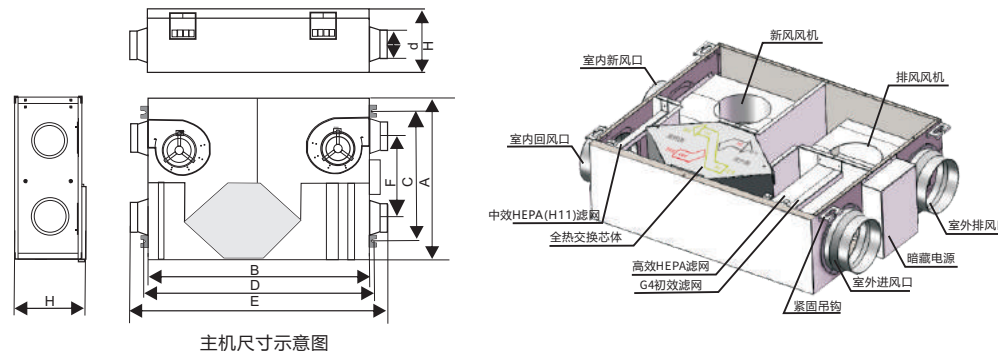 d
H
F
C
A
B
D
E
H
主机尺寸示意图
新风风机
室内新风口
排风风机
室内回风口
中效HEPA(H11)滤网
全热交换芯体
高效HEPA滤网
G4初效滤网
紧固吊钩
室外进风口
暗藏电源
室外排风